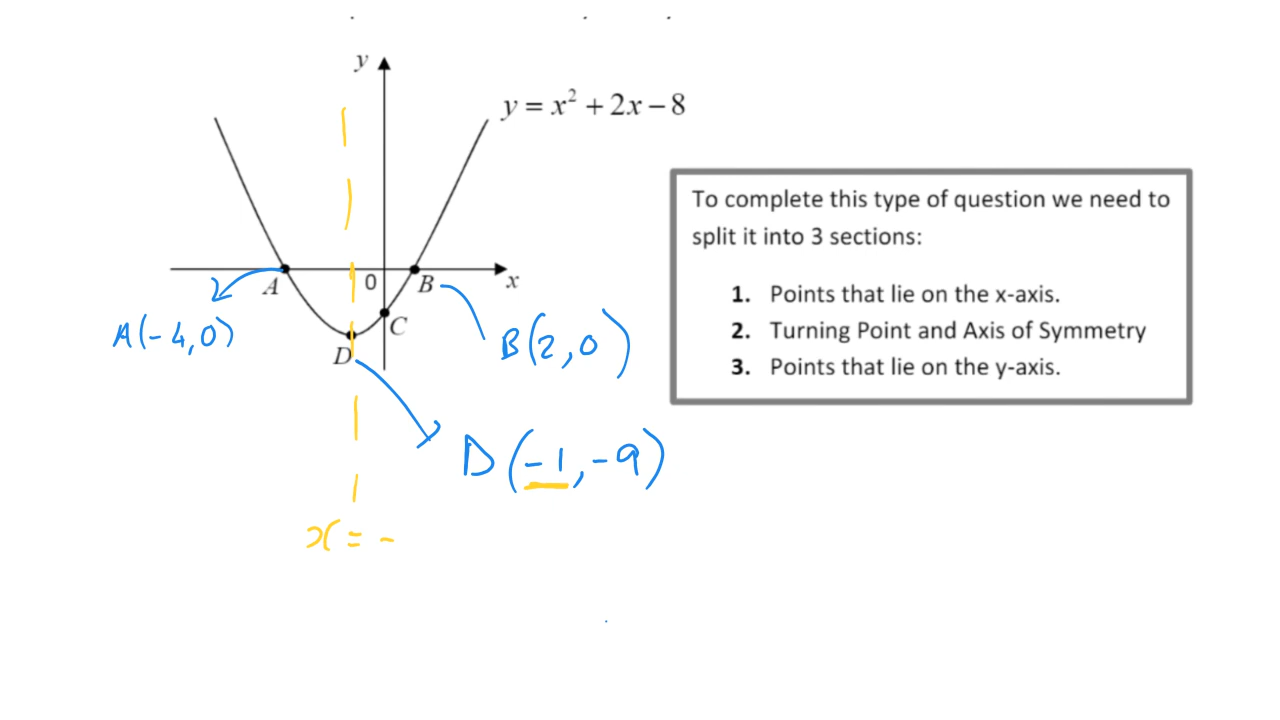 y
y = x² + 2x − 8
To complete this type of question we need to
split it into 3 sections:
1. Points that lie on the x-axis.
2. Turning Point and Axis of Symmetry
3. Points that lie on the y-axis.
A 0 B x
A(-4,0)
C
B(2,0)
D
D(-1,-9)
x = -